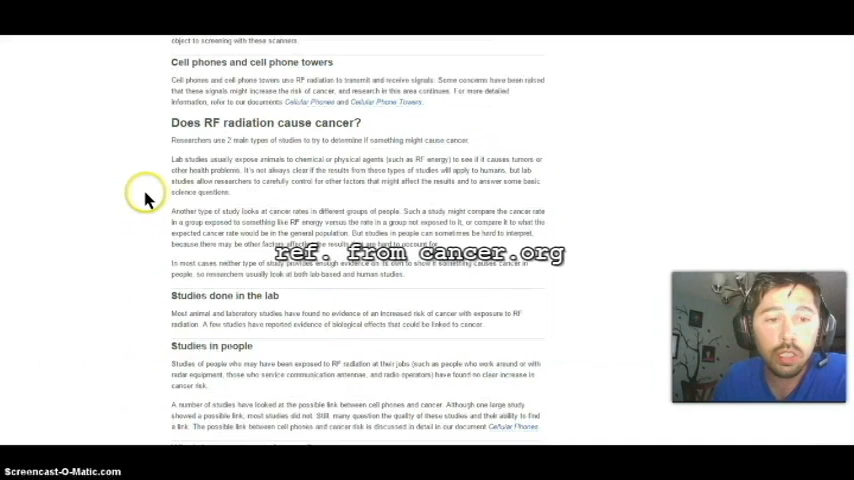 object to screening with these scanners.
Cell phones and cell phone towers
Cell phones and cell phone towers use RF radiation to transmit and receive signals. Some concerns have been raised
that these signals might increase the risk of cancer, and research in this area continues. For more detailed
information, refer to our documents Cellular Phones and Cellular Phone Towers.
Does RF radiation cause cancer?
Researchers use 2 main types of studies to try to determine if something might cause cancer.
Lab studies usually expose animals to chemical or physical agents (such as RF energy) to see if it causes tumors or
other health problems. It's not always clear if the results from these types of studies will apply to humans, but lab
studies allow researchers to carefully control for other factors that might affect the results and to answer some basic
science questions.
Another type of study looks at cancer rates in different groups of people. Such a study might compare the cancer rate
in a group exposed to something like RF energy versus the rate in a group not exposed to it, or compare it to what the
expected cancer rate would be in the general population. But studies in people can sometimes be hard to interpret,
because there may be other factors affecting the results that are hard to account for.
ref. from cancer.org
In most cases neither type of study provides enough evidence on its own to show if something causes cancer in
people, so researchers usually look at both lab-based and human studies.
Studies done in the lab
Most animal and laboratory studies have found no evidence of an increased risk of cancer with exposure to RF
radiation. A few studies have reported evidence of biological effects that could be linked to cancer.
Studies in people
Studies of people who may have been exposed to RF radiation at their jobs (such as people who work around or with
radar equipment, those who service communication antennae, and radio operators) have found no clear increase in
cancer risk.
A number of studies have looked at the possible link between cell phones and cancer. Although one large study
showed a possible link, most studies did not. Still, many question the quality of these studies and their ability to find
a link. The possible link between cell phones and cancer risk is discussed in detail in our document Cellular Phones.
Screencast-O-Matic.com